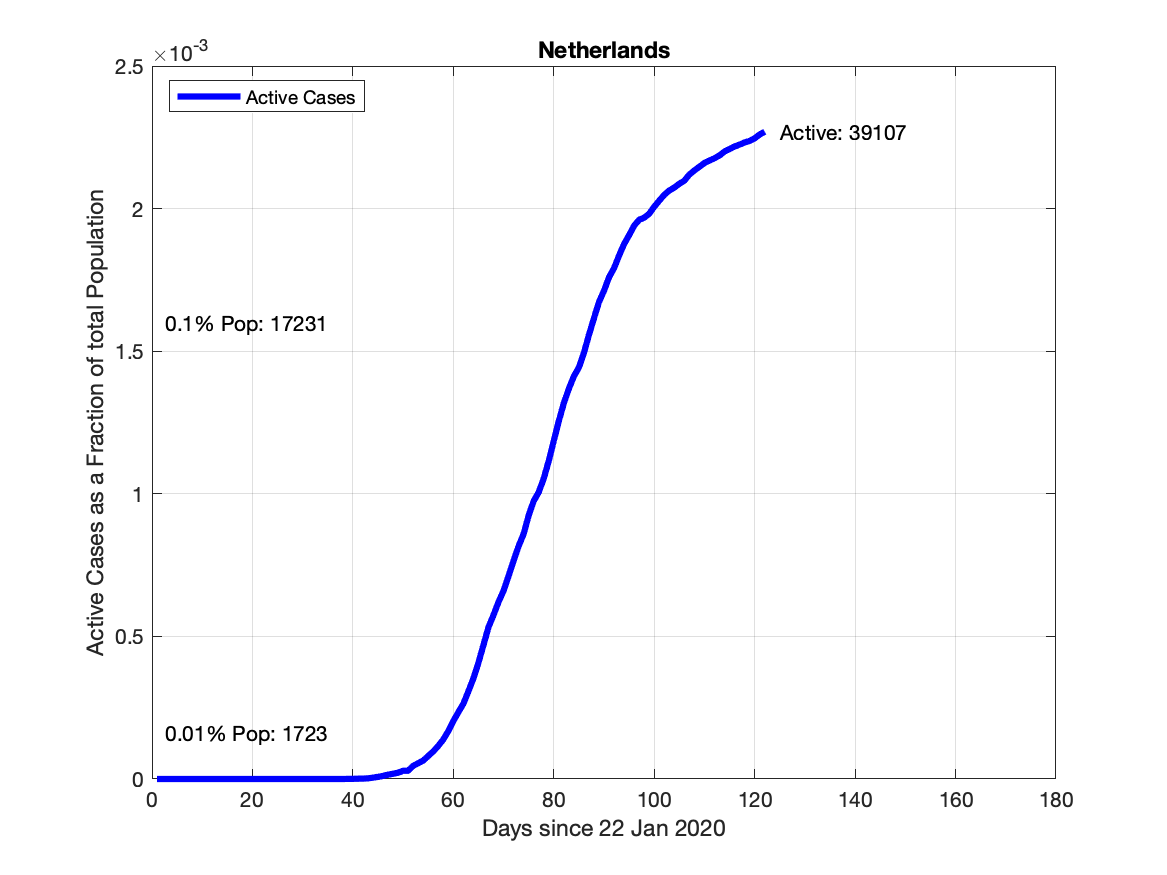 Netherlands
×10-3
2.5
Active Cases
Active: 39107
2
0.1% Pop: 17231
1.5
1
0.5
0.01% Pop: 1723
0
Active Cases as a Fraction of total Population
0 20 40 60 80 100 120 140 160 180
Days since 22 Jan 2020